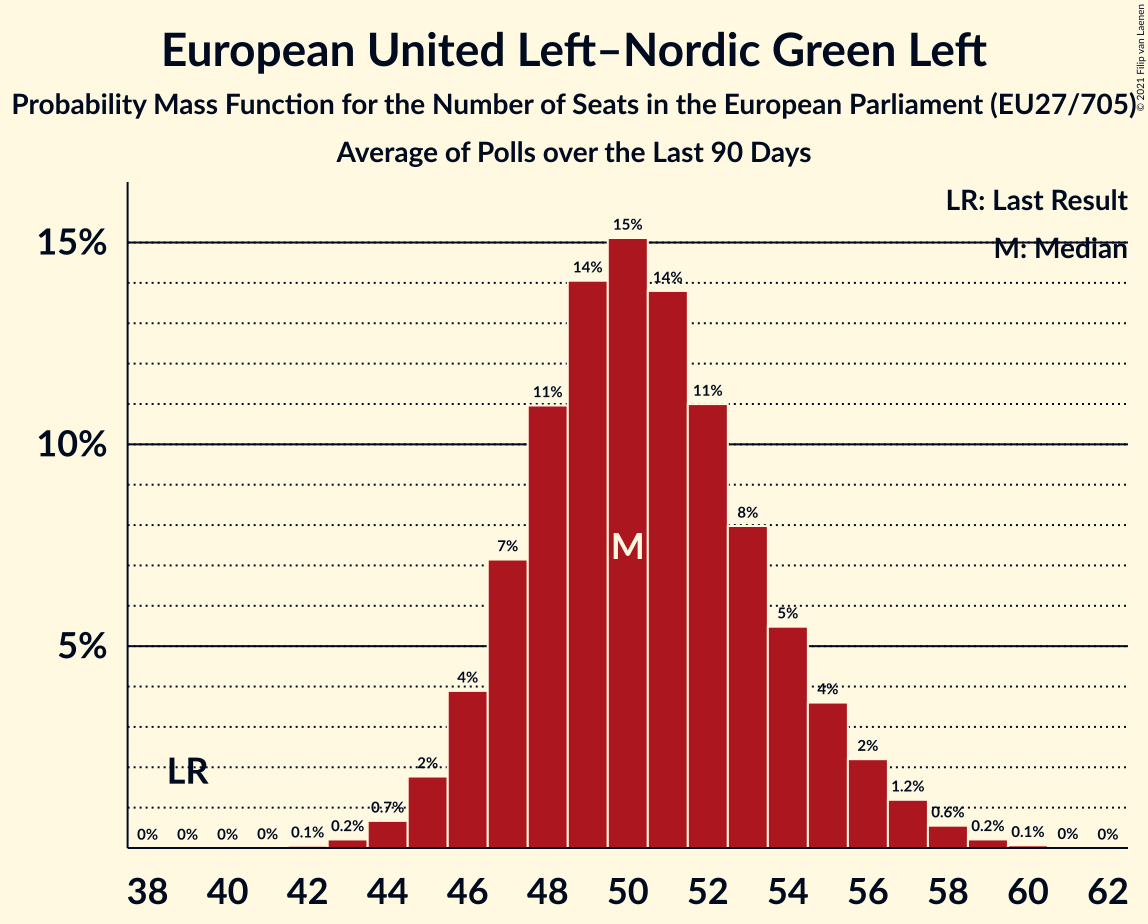 European United Left–Nordic Green Left
Probability Mass Function for the Number of Seats in the European Parliament (EU27/705)
Average of Polls over the Last 90 Days
© 2021 Filip van Laenen
LR: Last Result
M: Median
15%
10%
5%
0% 0% 0% 0% 0.1% 0.2% 0.7% 2% 4% 7% 11% 14% 15% 14% 11% 8% 5% 4% 2% 1.2% 0.6% 0.2% 0.1% 0% 0%
M
LR
38 40 42 44 46 48 50 52 54 56 58 60 62